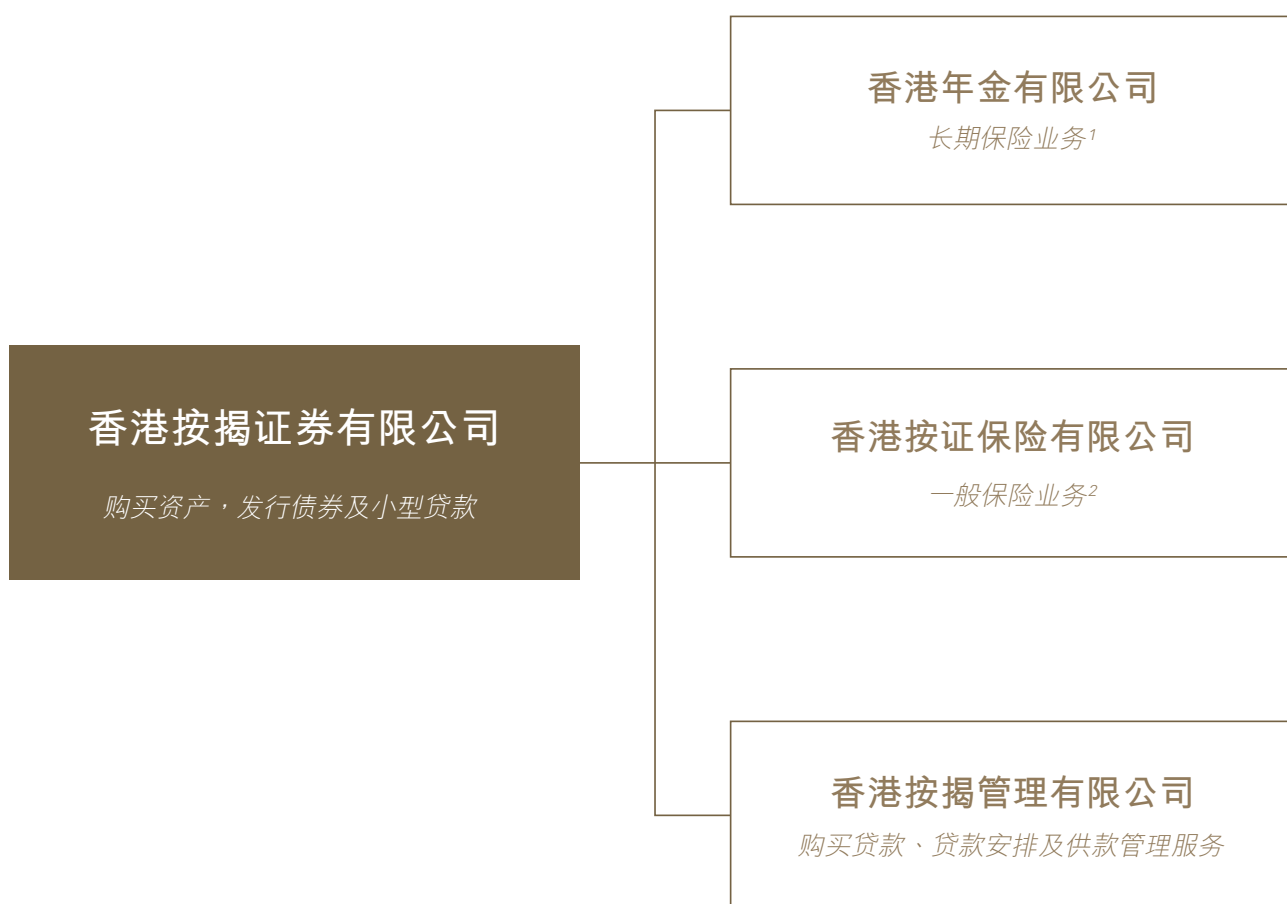 香港年金有限公司
长期保险业务¹
香港按揭证券有限公司
购买资产，发行债券及小型贷款
香港按证保险有限公司
一般保险业务²
香港按揭管理有限公司
购买贷款、贷款安排及供款管理服务